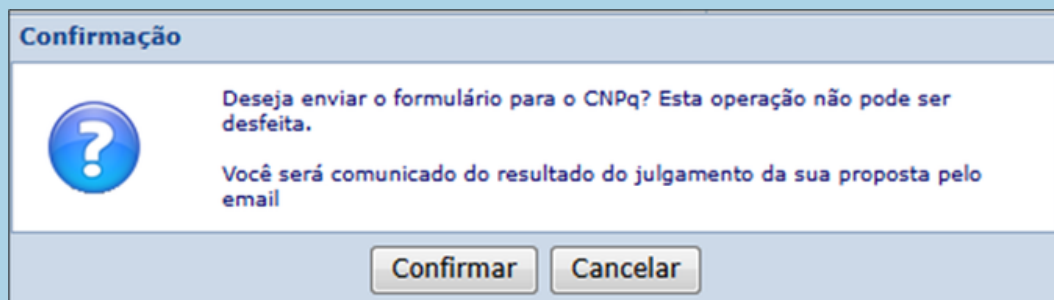 Confirmação
Deseja enviar o formulário para o CNPq? Esta operação não pode ser
desfeita.
Você será comunicado do resultado do julgamento da sua proposta pelo
email
Confirmar Cancelar